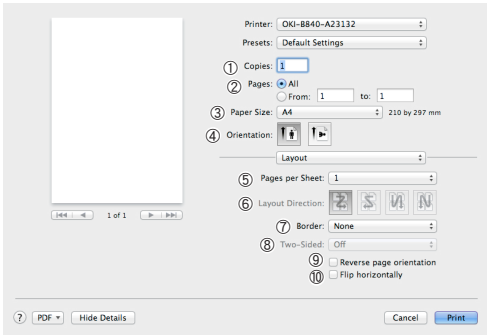 Printer: OKI-B840-A23132
Presets: Default Settings
① Copies: 1
② Pages: All
From: 1 to: 1
③ Paper Size: A4 210 by 297 mm
④ Orientation:
Layout
⑤ Pages per Sheet: 1
⑥ Layout Direction:
1 of 1
⑦ Border: None
⑧ Two-Sided: Off
⑨ Reverse page orientation
⑩ Flip horizontally
? PDF Hide Details Cancel Print